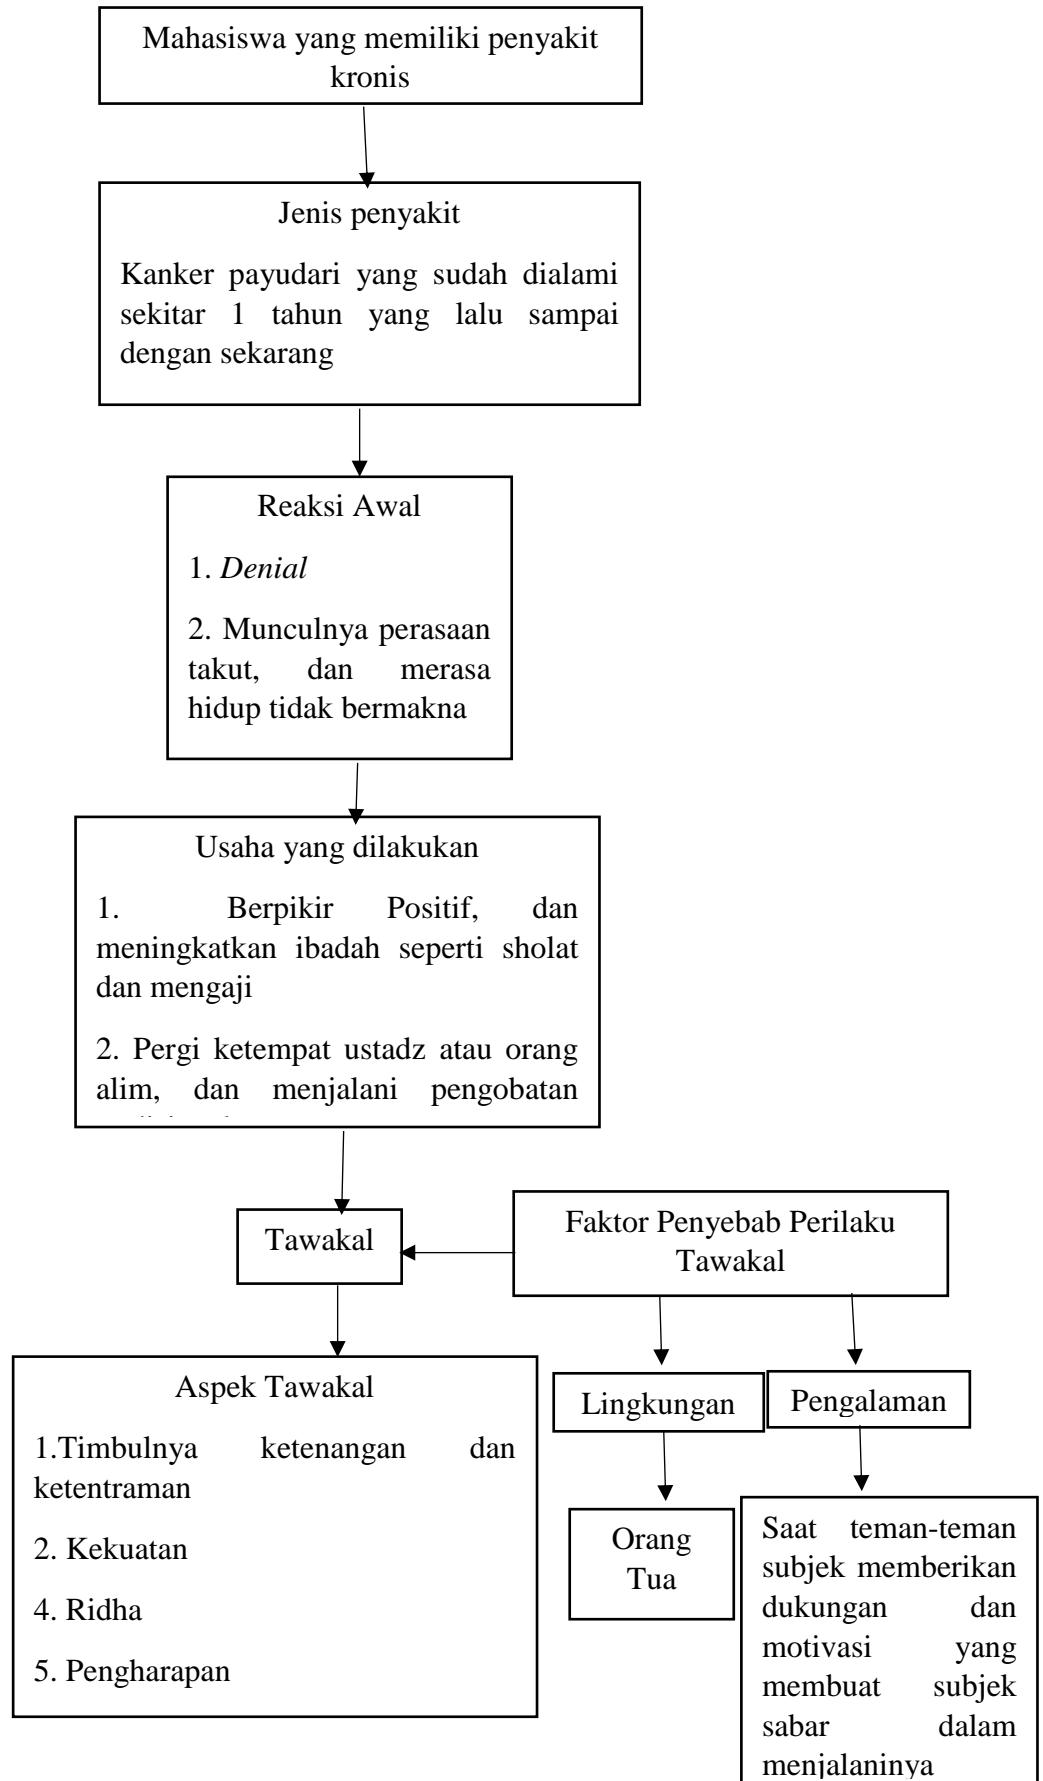 Mahasiswa yang memiliki penyakit
kronis
Jenis penyakit
Kanker payudari yang sudah dialami
sekitar 1 tahun yang lalu sampai
dengan sekarang
Reaksi Awal
1. Denial
2. Munculnya perasaan
takut, dan merasa
hidup tidak bermakna
Usaha yang dilakukan
1. Berpikir Positif, dan
meningkatkan ibadah seperti sholat
dan mengaji
2. Pergi ketempat ustadz atau orang
alim, dan menjalani pengobatan
Tawakal
Faktor Penyebab Perilaku
Tawakal
Aspek Tawakal
1.Timbulnya ketenangan dan
ketentraman
2. Kekuatan
4. Ridha
5. Pengharapan
Lingkungan
Pengalaman
Orang
Tua
Saat teman-teman
subjek memberikan
dukungan dan
motivasi yang
membuat subjek
sabar dalam
menjalaninya